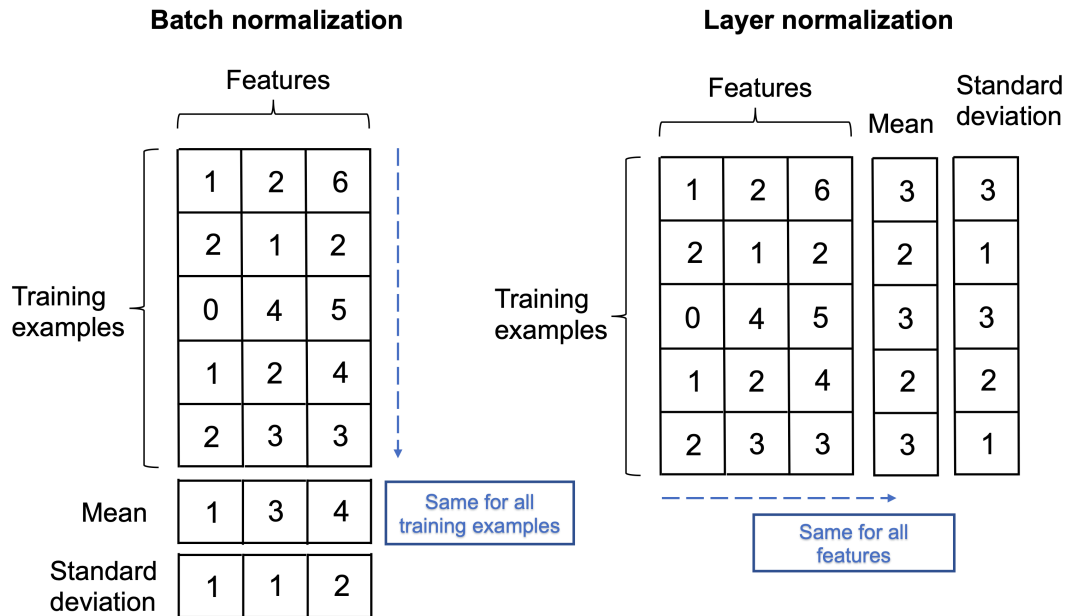 Batch normalization
Features
Training
examples
1 2 6
2 1 2
0 4 5
1 2 4
2 3 3
Mean
1 3 4
Same for all
training examples
Standard
deviation
1 1 2
Layer normalization
Features
Mean
Standard
deviation
Training
examples
1 2 6 3 3
2 1 2 2 1
0 4 5 3 3
1 2 4 2 2
2 3 3 3 1
Same for all
features